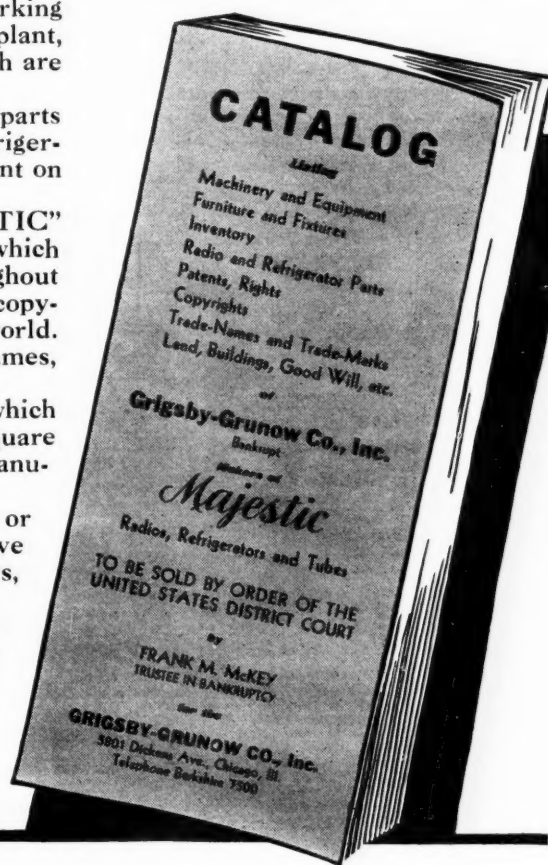 rking
plant,
h are
parts
riger-
nt on
TIC”
which
ghout
copy-
orld.
ames,
which
quare
anu-
or
ve
s,
CATALOG
Listing
Machinery and Equipment
Furniture and Fixtures
Inventory
Radio and Refrigerator Parts
Patents, Rights
Copyrights
Trade-Names and Trade-Marks
Land, Buildings, Good Will, etc.
of
Grigsby-Grunow Co., Inc.
Bankrupt
Makers of
Majestic
Radios, Refrigerators and Tubes
TO BE SOLD BY ORDER OF THE
UNITED STATES DISTRICT COURT
by
FRANK M. McKEY
TRUSTEE IN BANKRUPTCY
for the
GRIGSBY-GRUNOW CO., Inc.
5801 Dickens Ave., Chicago, Ill.
Telephone Berkshire 7500